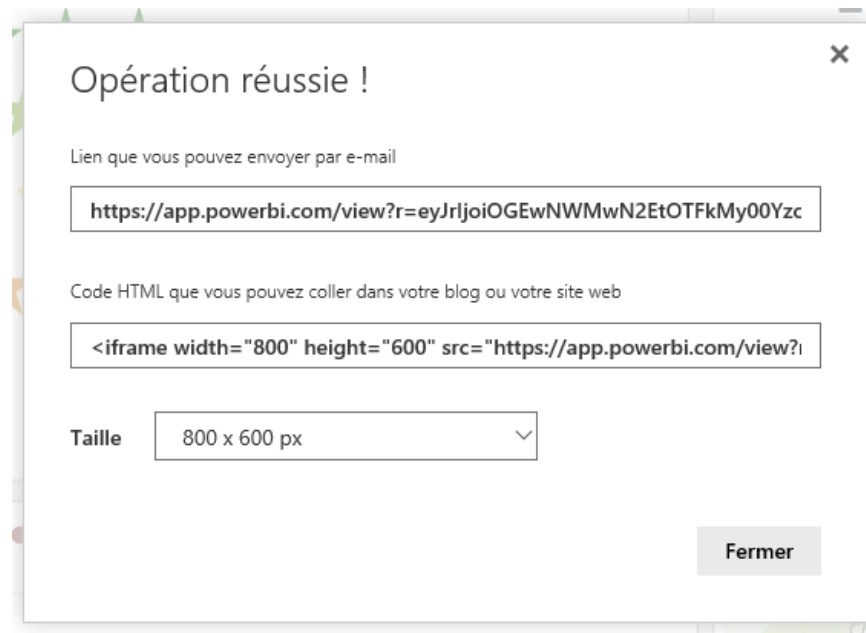 Opération réussie !
Lien que vous pouvez envoyer par e-mail
https://app.powerbi.com/view?r=eyJrIjoiOGEwNWMwN2EtOTFkMy00Yzc
Code HTML que vous pouvez coller dans votre blog ou votre site web
<iframe width="800" height="600" src="https://app.powerbi.com/view?r
Taille 800 x 600 px
Fermer